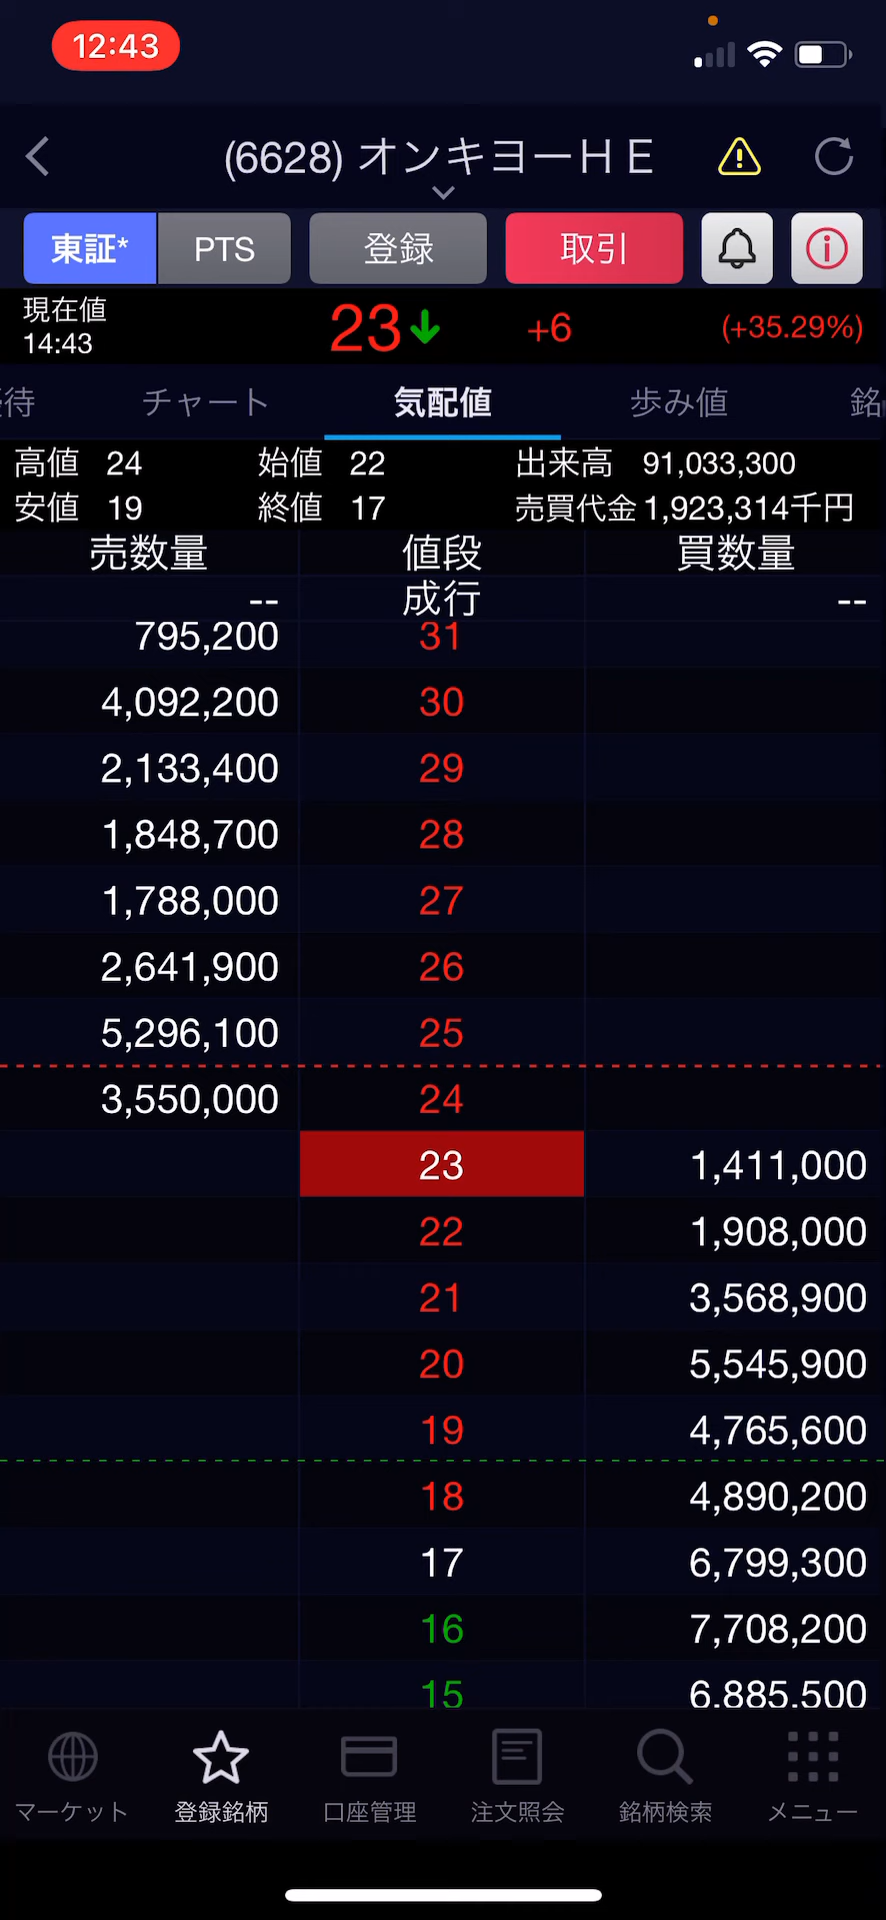 12:43
(6628) オンキヨーＨＥ
東証* PTS 登録 取引
現在値
14:43
23 +6 (+35.29%)
待 チャート 気配値 歩み値 銘
高値 24 始値 22 出来高 91,033,300
安値 19 終値 17 売買代金 1,923,314千円
売数量 値段 買数量
-- 成行 --
795,200 31
4,092,200 30
2,133,400 29
1,848,700 28
1,788,000 27
2,641,900 26
5,296,100 25
3,550,000 24
23 1,411,000
22 1,908,000
21 3,568,900
20 5,545,900
19 4,765,600
18 4,890,200
17 6,799,300
16 7,708,200
15 6,885,500
マーケット 登録銘柄 口座管理 注文照会 銘柄検索 メニュー